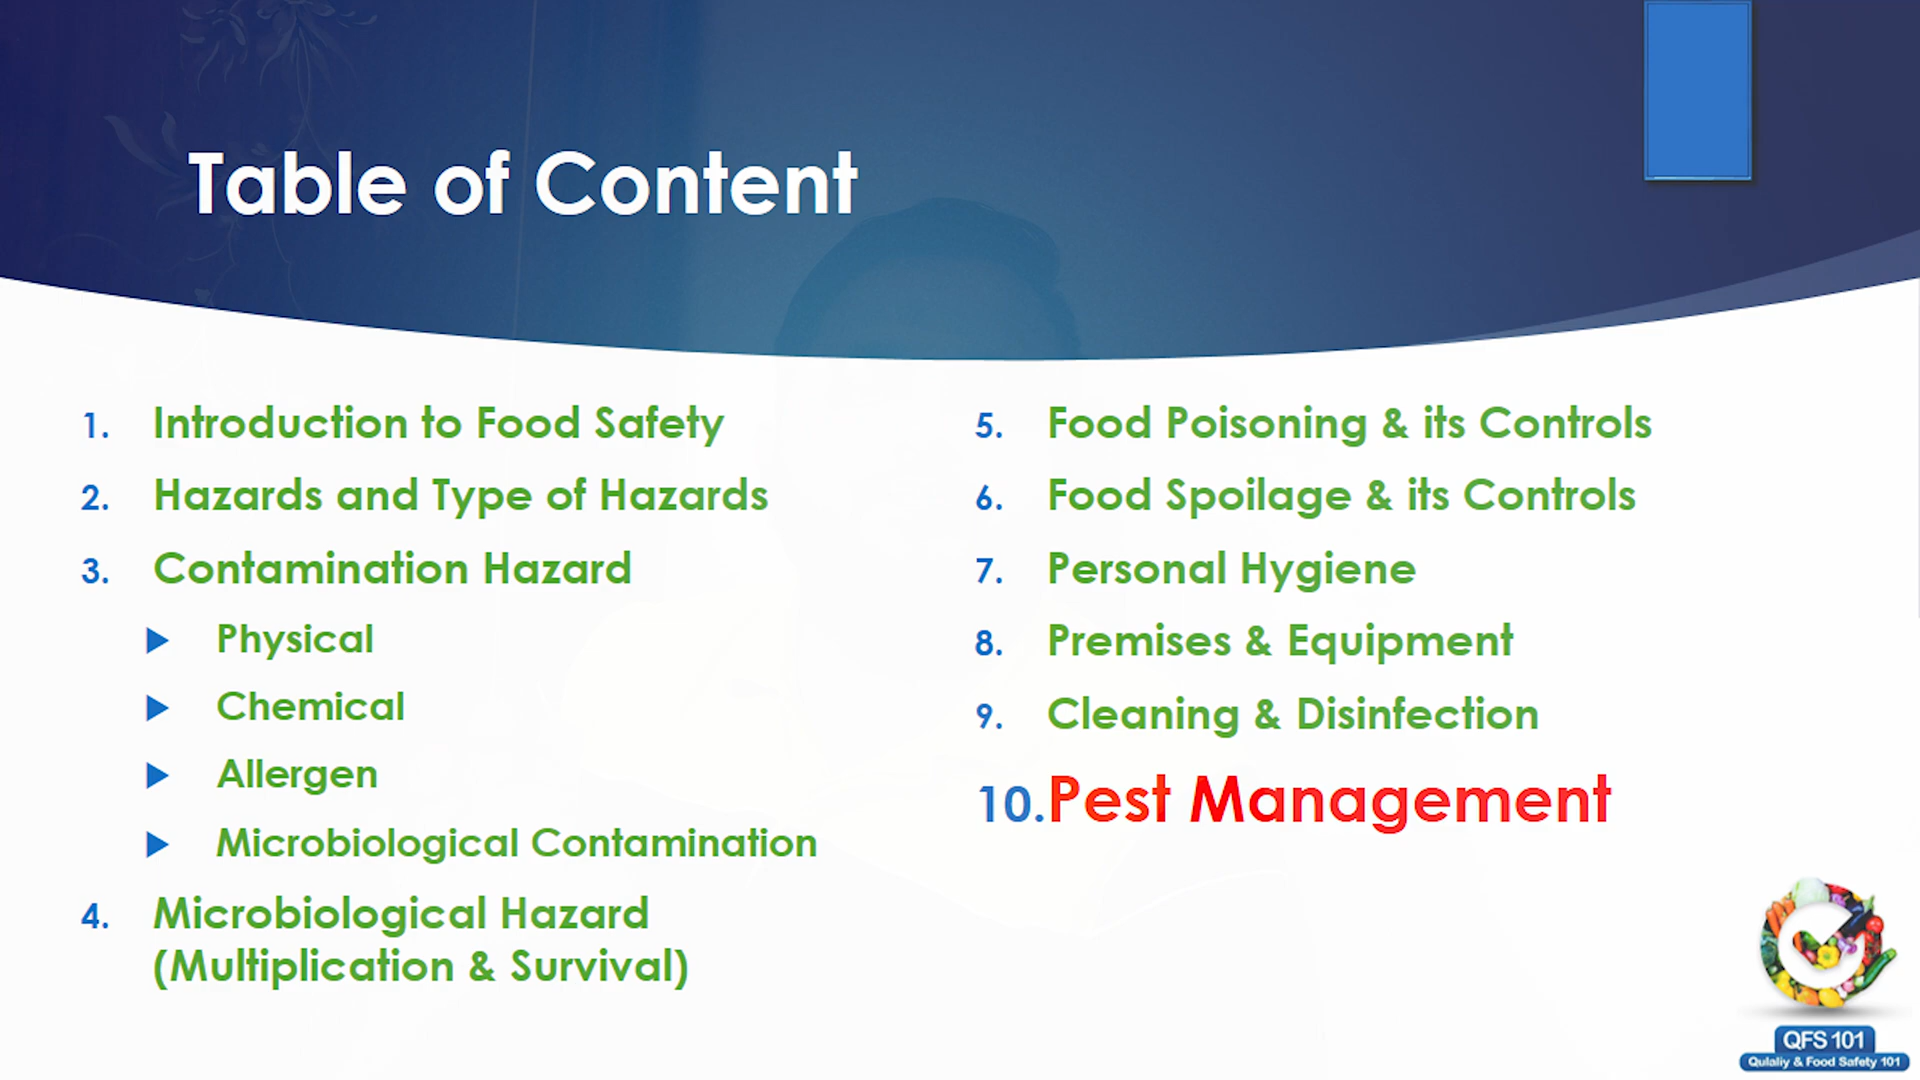 Table of Content
1. Introduction to Food Safety
2. Hazards and Type of Hazards
3. Contamination Hazard
Physical
Chemical
Allergen
Microbiological Contamination
4. Microbiological Hazard
(Multiplication & Survival)
5. Food Poisoning & its Controls
6. Food Spoilage & its Controls
7. Personal Hygiene
8. Premises & Equipment
9. Cleaning & Disinfection
10. Pest Management
QFS 101
Qulaliy & Food Safety 101